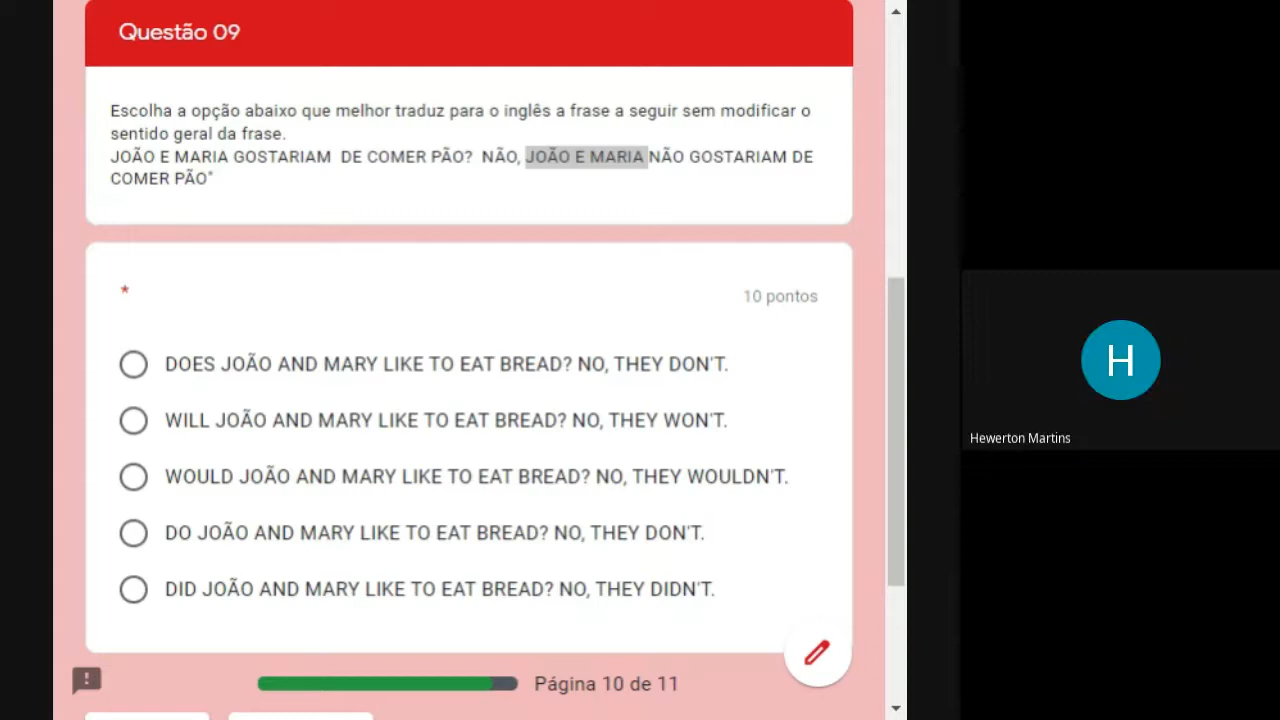 Questão 09
Escolha a opção abaixo que melhor traduz para o inglês a frase a seguir sem modificar o
sentido geral da frase.
JOÃO E MARIA GOSTARIAM  DE COMER PÃO?  NÃO, JOÃO E MARIA NÃO GOSTARIAM DE
COMER PÃO"
*
10 pontos
DOES JOÃO AND MARY LIKE TO EAT BREAD? NO, THEY DON'T.
WILL JOÃO AND MARY LIKE TO EAT BREAD? NO, THEY WON'T.
WOULD JOÃO AND MARY LIKE TO EAT BREAD? NO, THEY WOULDN'T.
DO JOÃO AND MARY LIKE TO EAT BREAD? NO, THEY DON'T.
DID JOÃO AND MARY LIKE TO EAT BREAD? NO, THEY DIDN'T.
Página 10 de 11
H
Hewerton Martins